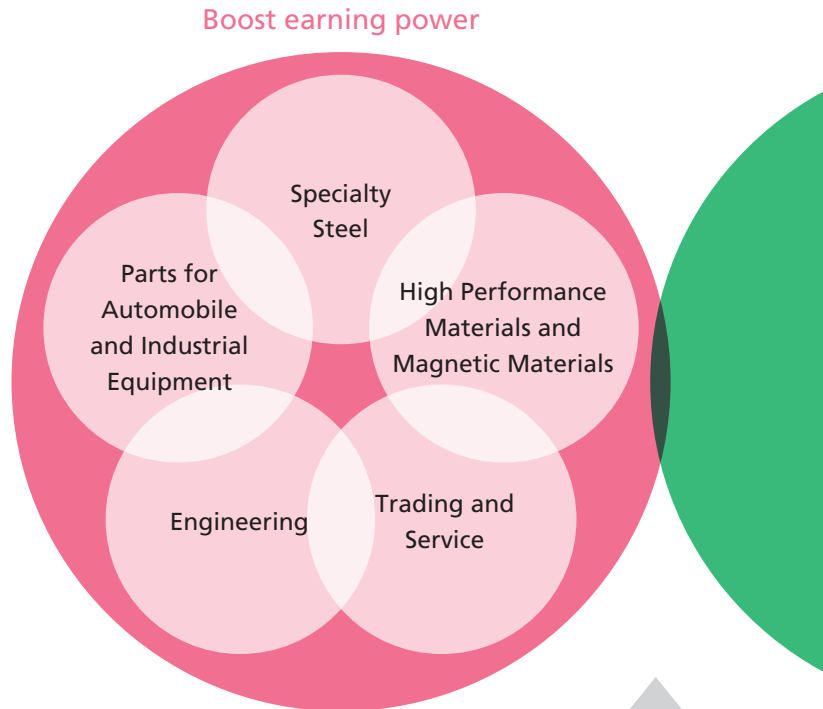 Boost earning power
Specialty
Steel
Parts for
Automobile
and Industrial
Equipment
High Performance
Materials and
Magnetic Materials
Engineering
Trading and
Service